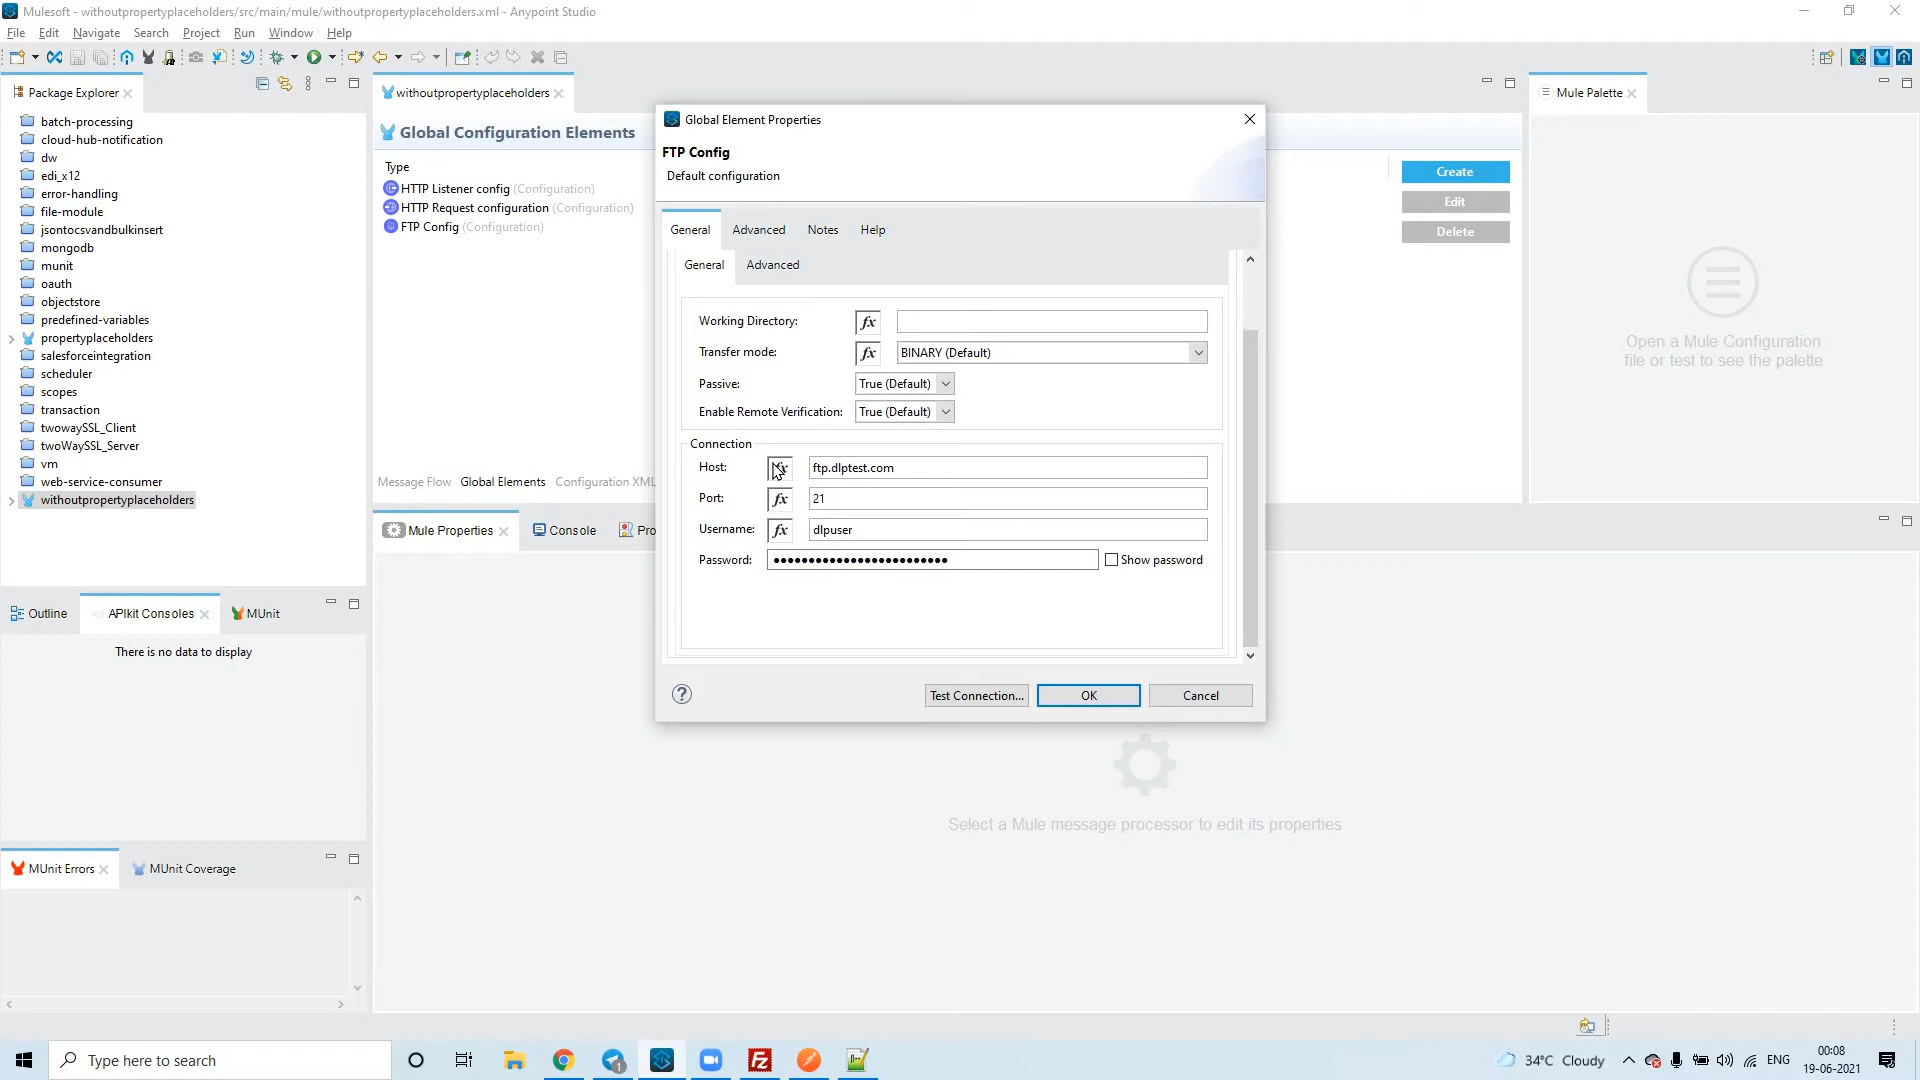 Mulesoft - withoutpropertyplaceholders/src/main/mule/withoutpropertyplaceholders.xml - Anypoint Studio
File Edit Navigate Search Project Run Window Help
Package Explorer
batch-processing
cloud-hub-notification
dw
edi_x12
error-handling
file-module
jsontocsvandbulkinsert
mongodb
munit
oauth
objectstore
predefined-variables
propertyplaceholders
salesforceintegration
scheduler
scopes
transaction
twowaySSL_Client
twoWaySSL_Server
vm
web-service-consumer
withoutpropertyplaceholders
withoutpropertyplaceholders
Global Configuration Elements
Type
HTTP Listener config (Configuration)
HTTP Request configuration (Configuration)
FTP Config (Configuration)
Create
Edit
Delete
Message Flow Global Elements Configuration XML
Global Element Properties
FTP Config
Default configuration
General Advanced Notes Help
General Advanced
Working Directory: fx
Transfer mode: fx BINARY (Default)
Passive: True (Default)
Enable Remote Verification: True (Default)
Connection
Host: ftp.dlptest.com
Port: fx 21
Username: fx dlpuser
Password: ••••••••••••••••••••••••• Show password
Test Connection... OK Cancel
Mule Palette
Open a Mule Configuration
file or test to see the palette
Mule Properties Console Pro
Select a Mule message processor to edit its properties
Outline APIkit Consoles MUnit
There is no data to display
MUnit Errors MUnit Coverage
Type here to search
34°C Cloudy ENG
00:08
19-06-2021